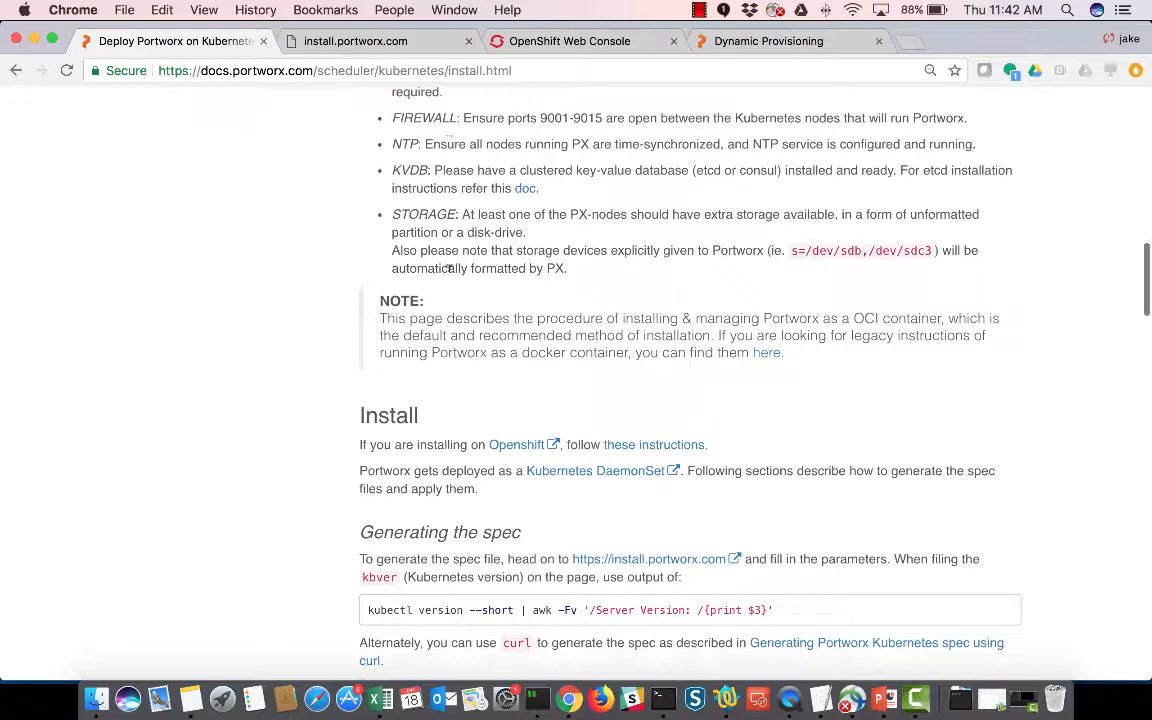 Chrome File Edit View History Bookmarks People Window Help 88% Thu 11:42 AM
Deploy Portworx on Kubernete install.portworx.com OpenShift Web Console Dynamic Provisioning jake
Secure https://docs.portworx.com/scheduler/kubernetes/install.html
required.
• FIREWALL: Ensure ports 9001-9015 are open between the Kubernetes nodes that will run Portworx.
• NTP: Ensure all nodes running PX are time-synchronized, and NTP service is configured and running.
• KVDB: Please have a clustered key-value database (etcd or consul) installed and ready. For etcd installation
instructions refer this doc.
• STORAGE: At least one of the PX-nodes should have extra storage available, in a form of unformatted
partition or a disk-drive.
Also please note that storage devices explicitly given to Portworx (ie. s=/dev/sdb,/dev/sdc3) will be
automatically formatted by PX.
NOTE:
This page describes the procedure of installing & managing Portworx as a OCI container, which is
the default and recommended method of installation. If you are looking for legacy instructions of
running Portworx as a docker container, you can find them here.
Install
If you are installing on Openshift, follow these instructions.
Portworx gets deployed as a Kubernetes DaemonSet. Following sections describe how to generate the spec
files and apply them.
Generating the spec
To generate the spec file, head on to https://install.portworx.com and fill in the parameters. When filing the
kbver (Kubernetes version) on the page, use output of:
kubectl version --short | awk -Fv '/Server Version: /{print $3}'
Alternately, you can use curl to generate the spec as described in Generating Portworx Kubernetes spec using
curl.